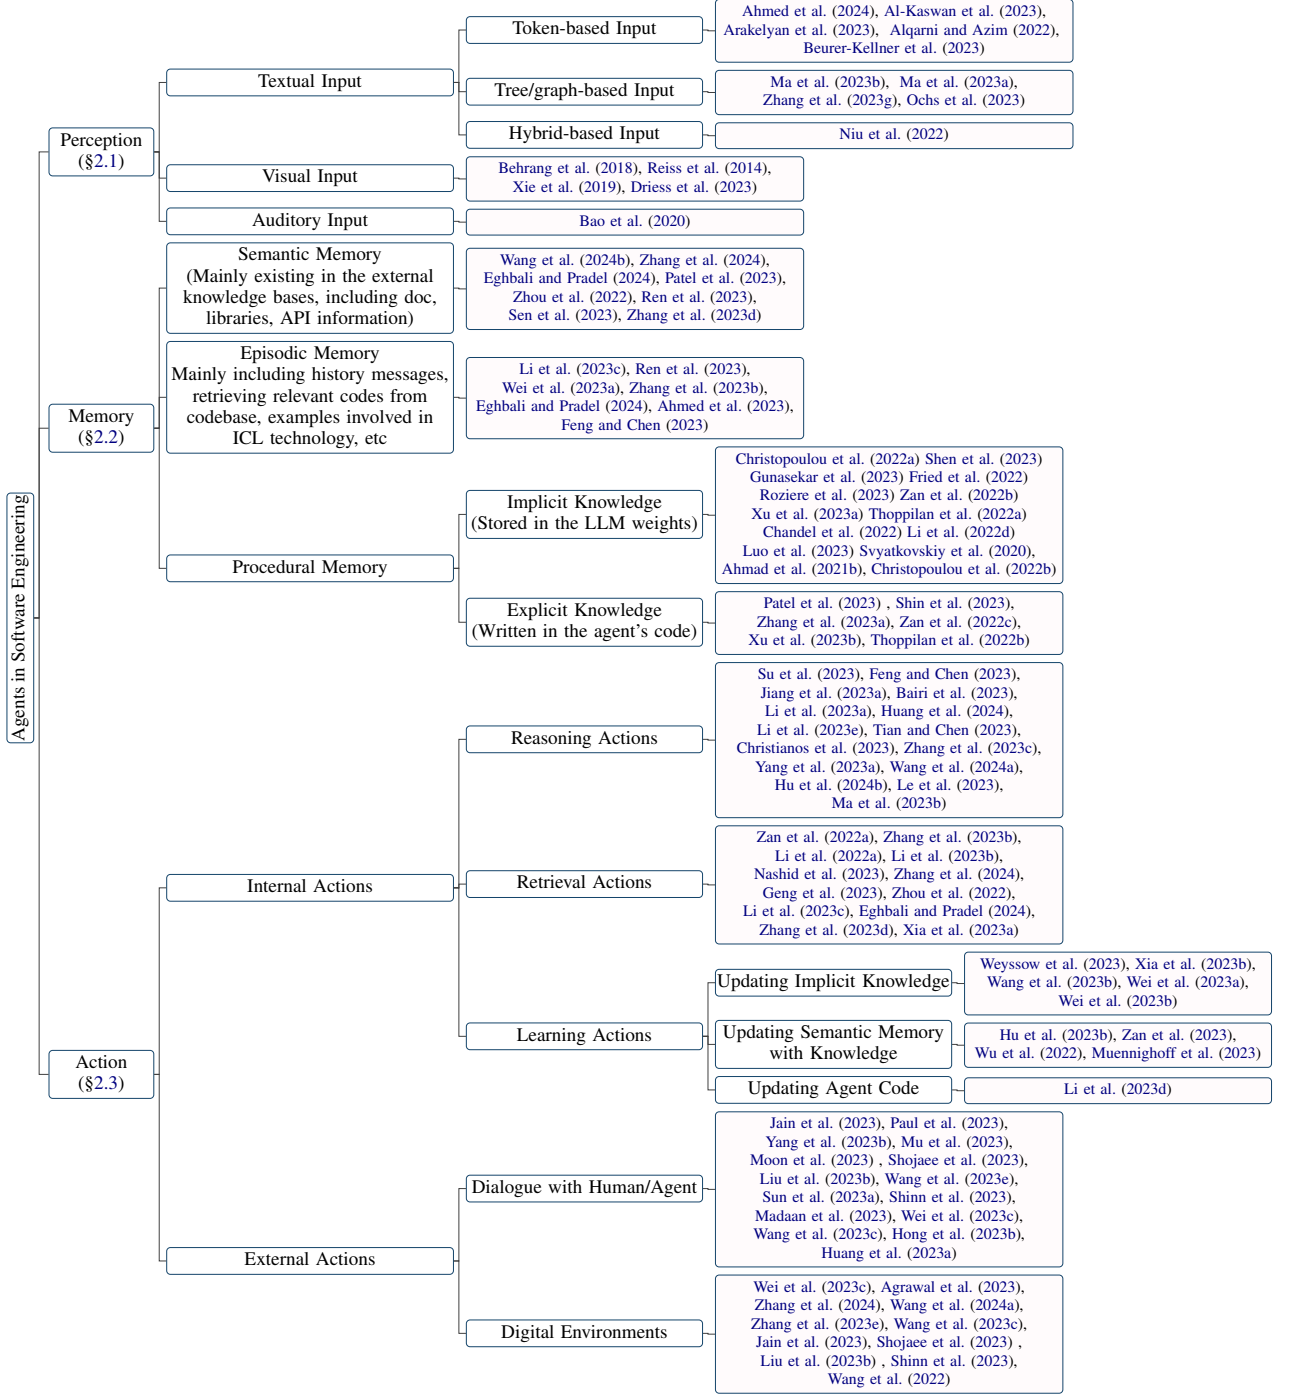 Agents in Software Engineering
Perception
(§2.1)
Textual Input
Token-based Input
Ahmed et al. (2024), Al-Kaswan et al. (2023),
Arakelyan et al. (2023), Alqarni and Azim (2022),
Beurer-Kellner et al. (2023)
Tree/graph-based Input
Ma et al. (2023b), Ma et al. (2023a),
Zhang et al. (2023g), Ochs et al. (2023)
Hybrid-based Input
Niu et al. (2022)
Visual Input
Behrang et al. (2018), Reiss et al. (2014),
Xie et al. (2019), Driess et al. (2023)
Auditory Input
Bao et al. (2020)
Memory
(§2.2)
Semantic Memory
(Mainly existing in the external
knowledge bases, including doc,
libraries, API information)
Wang et al. (2024b), Zhang et al. (2024),
Eghbali and Pradel (2024), Patel et al. (2023),
Zhou et al. (2022), Ren et al. (2023),
Sen et al. (2023), Zhang et al. (2023d)
Episodic Memory
Mainly including history messages,
retrieving relevant codes from
codebase, examples involved in
ICL technology, etc
Li et al. (2023c), Ren et al. (2023),
Wei et al. (2023a), Zhang et al. (2023b),
Eghbali and Pradel (2024), Ahmed et al. (2023),
Feng and Chen (2023)
Procedural Memory
Implicit Knowledge
(Stored in the LLM weights)
Christopoulou et al. (2022a) Shen et al. (2023)
Gunasekar et al. (2023) Fried et al. (2022)
Roziere et al. (2023) Zan et al. (2022b)
Xu et al. (2023a) Thoppilan et al. (2022a)
Chandel et al. (2022) Li et al. (2022d)
Luo et al. (2023) Svyatkovskiy et al. (2020),
Ahmad et al. (2021b), Christopoulou et al. (2022b)
Explicit Knowledge
(Written in the agent's code)
Patel et al. (2023) , Shin et al. (2023),
Zhang et al. (2023a), Zan et al. (2022c),
Xu et al. (2023b), Thoppilan et al. (2022b)
Action
(§2.3)
Internal Actions
Reasoning Actions
Su et al. (2023), Feng and Chen (2023),
Jiang et al. (2023a), Bairi et al. (2023),
Li et al. (2023a), Huang et al. (2024),
Li et al. (2023e), Tian and Chen (2023),
Christianos et al. (2023), Zhang et al. (2023c),
Yang et al. (2023a), Wang et al. (2024a),
Hu et al. (2024b), Le et al. (2023),
Ma et al. (2023b)
Retrieval Actions
Zan et al. (2022a), Zhang et al. (2023b),
Li et al. (2022a), Li et al. (2023b),
Nashid et al. (2023), Zhang et al. (2024),
Geng et al. (2023), Zhou et al. (2022),
Li et al. (2023c), Eghbali and Pradel (2024),
Zhang et al. (2023d), Xia et al. (2023a)
Learning Actions
Updating Implicit Knowledge
Weyssow et al. (2023), Xia et al. (2023b),
Wang et al. (2023b), Wei et al. (2023a),
Wei et al. (2023b)
Updating Semantic Memory
with Knowledge
Hu et al. (2023b), Zan et al. (2023),
Wu et al. (2022), Muennighoff et al. (2023)
Updating Agent Code
Li et al. (2023d)
External Actions
Dialogue with Human/Agent
Jain et al. (2023), Paul et al. (2023),
Yang et al. (2023b), Mu et al. (2023),
Moon et al. (2023) , Shojaee et al. (2023),
Liu et al. (2023b), Wang et al. (2023e),
Sun et al. (2023a), Shinn et al. (2023),
Madaan et al. (2023), Wei et al. (2023c),
Wang et al. (2023c), Hong et al. (2023b),
Huang et al. (2023a)
Digital Environments
Wei et al. (2023c), Agrawal et al. (2023),
Zhang et al. (2024), Wang et al. (2024a),
Zhang et al. (2023e), Wang et al. (2023c),
Jain et al. (2023), Shojaee et al. (2023) ,
Liu et al. (2023b) , Shinn et al. (2023),
Wang et al. (2022)